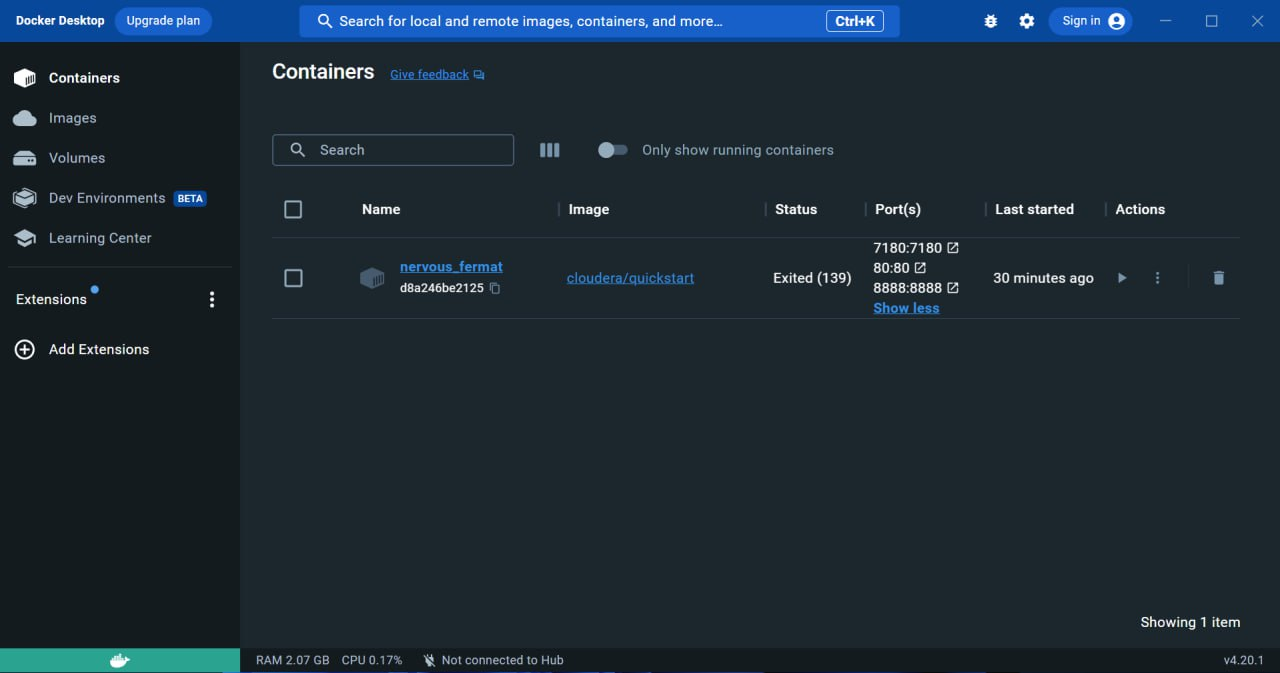 Docker Desktop Upgrade plan Search for local and remote images, containers, and more... Ctrl+K Sign in
Containers
Images
Volumes
Dev Environments BETA
Learning Center
Extensions
Add Extensions
Containers Give feedback
Search Only show running containers
Name Image Status Port(s) Last started Actions
nervous_fermat
d8a246be2125
cloudera/quickstart
Exited (139)
7180:7180
80:80
8888:8888
Show less
30 minutes ago
Showing 1 item
RAM 2.07 GB CPU 0.17% Not connected to Hub v4.20.1